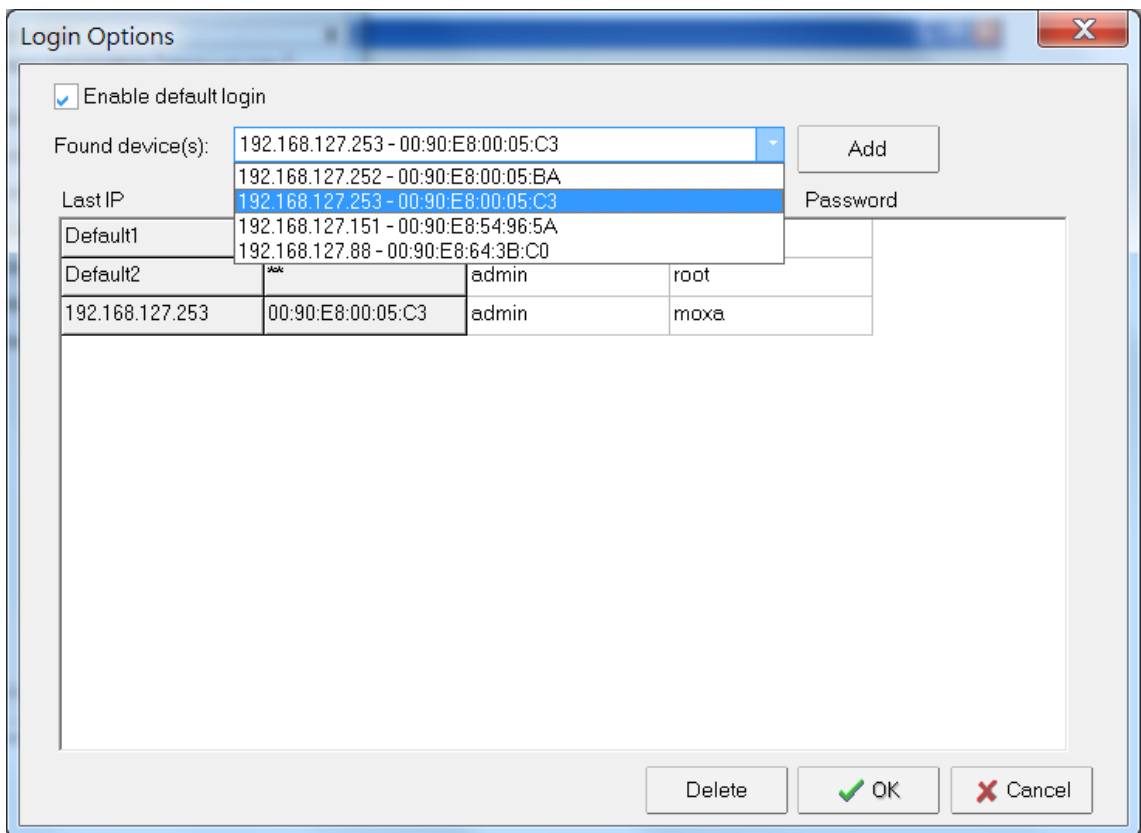 Login Options
Enable default login
Found device(s): 192.168.127.253 - 00:90:E8:00:05:C3 Add
192.168.127.252 - 00:90:E8:00:05:BA
192.168.127.253 - 00:90:E8:00:05:C3
192.168.127.151 - 00:90:E8:54:96:5A
192.168.127.88 - 00:90:E8:64:3B:C0
Last IP Password
Default1
Default2 ** admin root
192.168.127.253 00:90:E8:00:05:C3 admin moxa
Delete OK Cancel